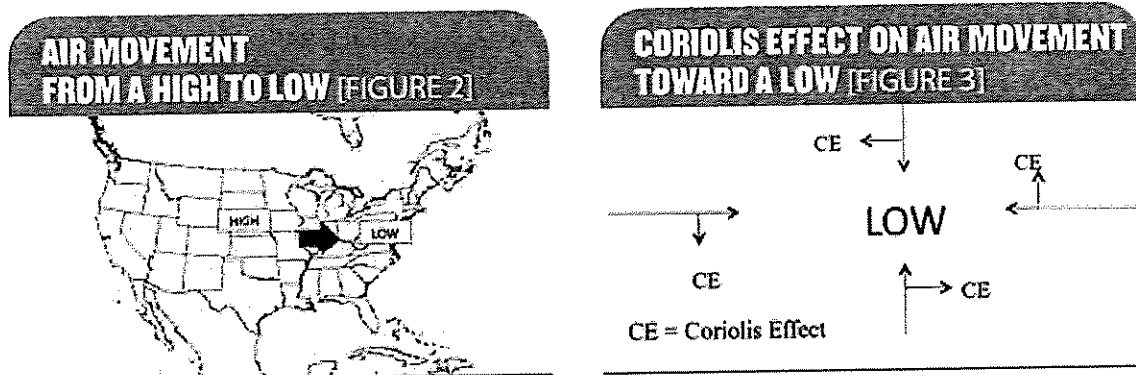 AIR MOVEMENT
FROM A HIGH TO LOW [FIGURE 2]
HIGH
LOW
CORIOLIS EFFECT ON AIR MOVEMENT
TOWARD A LOW [FIGURE 3]
CE
CE
LOW
CE
CE
CE = Coriolis Effect